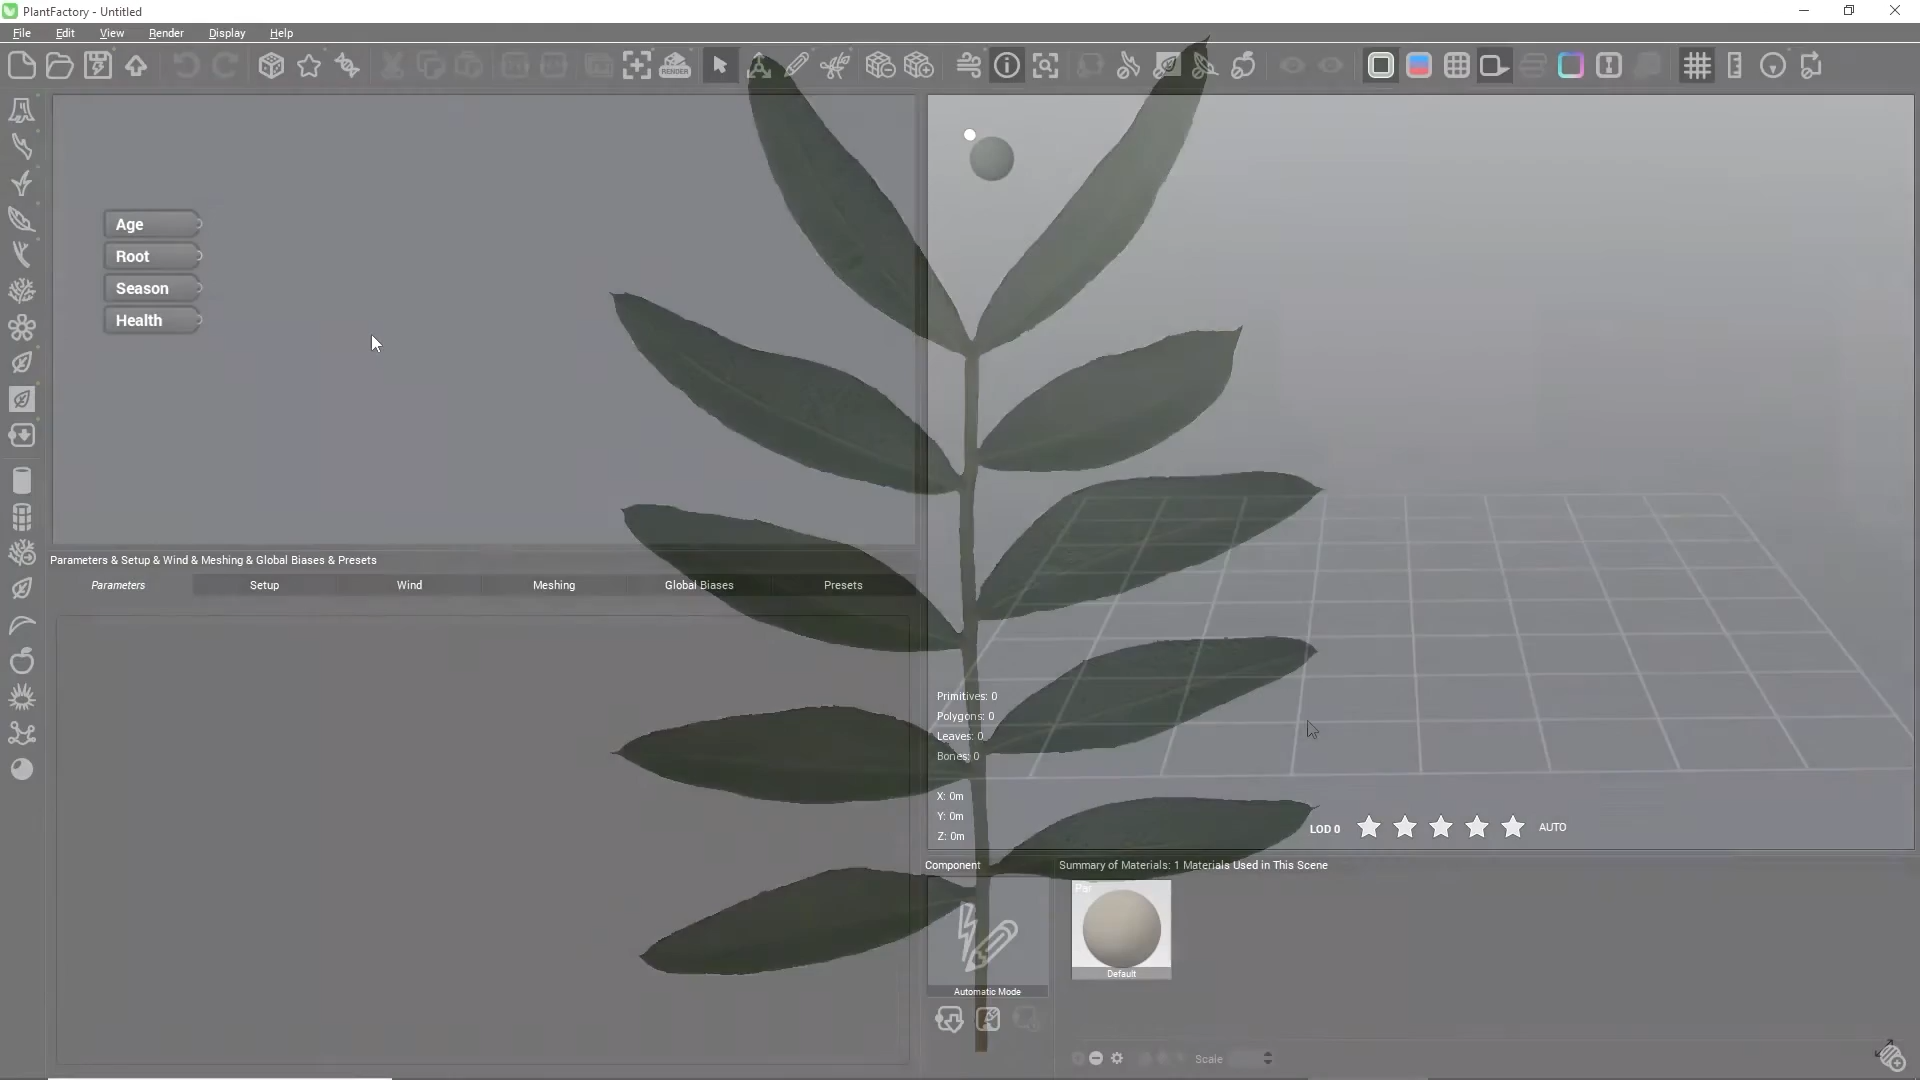 PlantFactory - Untitled
File Edit View Render Display Help
RENDER
Age
Root
Season
Health
Parameters & Setup & Wind & Meshing & Global Biases & Presets
Parameters Setup Wind Meshing Global Biases Presets
Primitives: 0
Polygons: 0
Leaves: 0
Bones: 0
X: 0m
Y: 0m
Z: 0m
LOD 0 AUTO
Component
Automatic Mode
Summary of Materials: 1 Materials Used in This Scene
Default
Scale